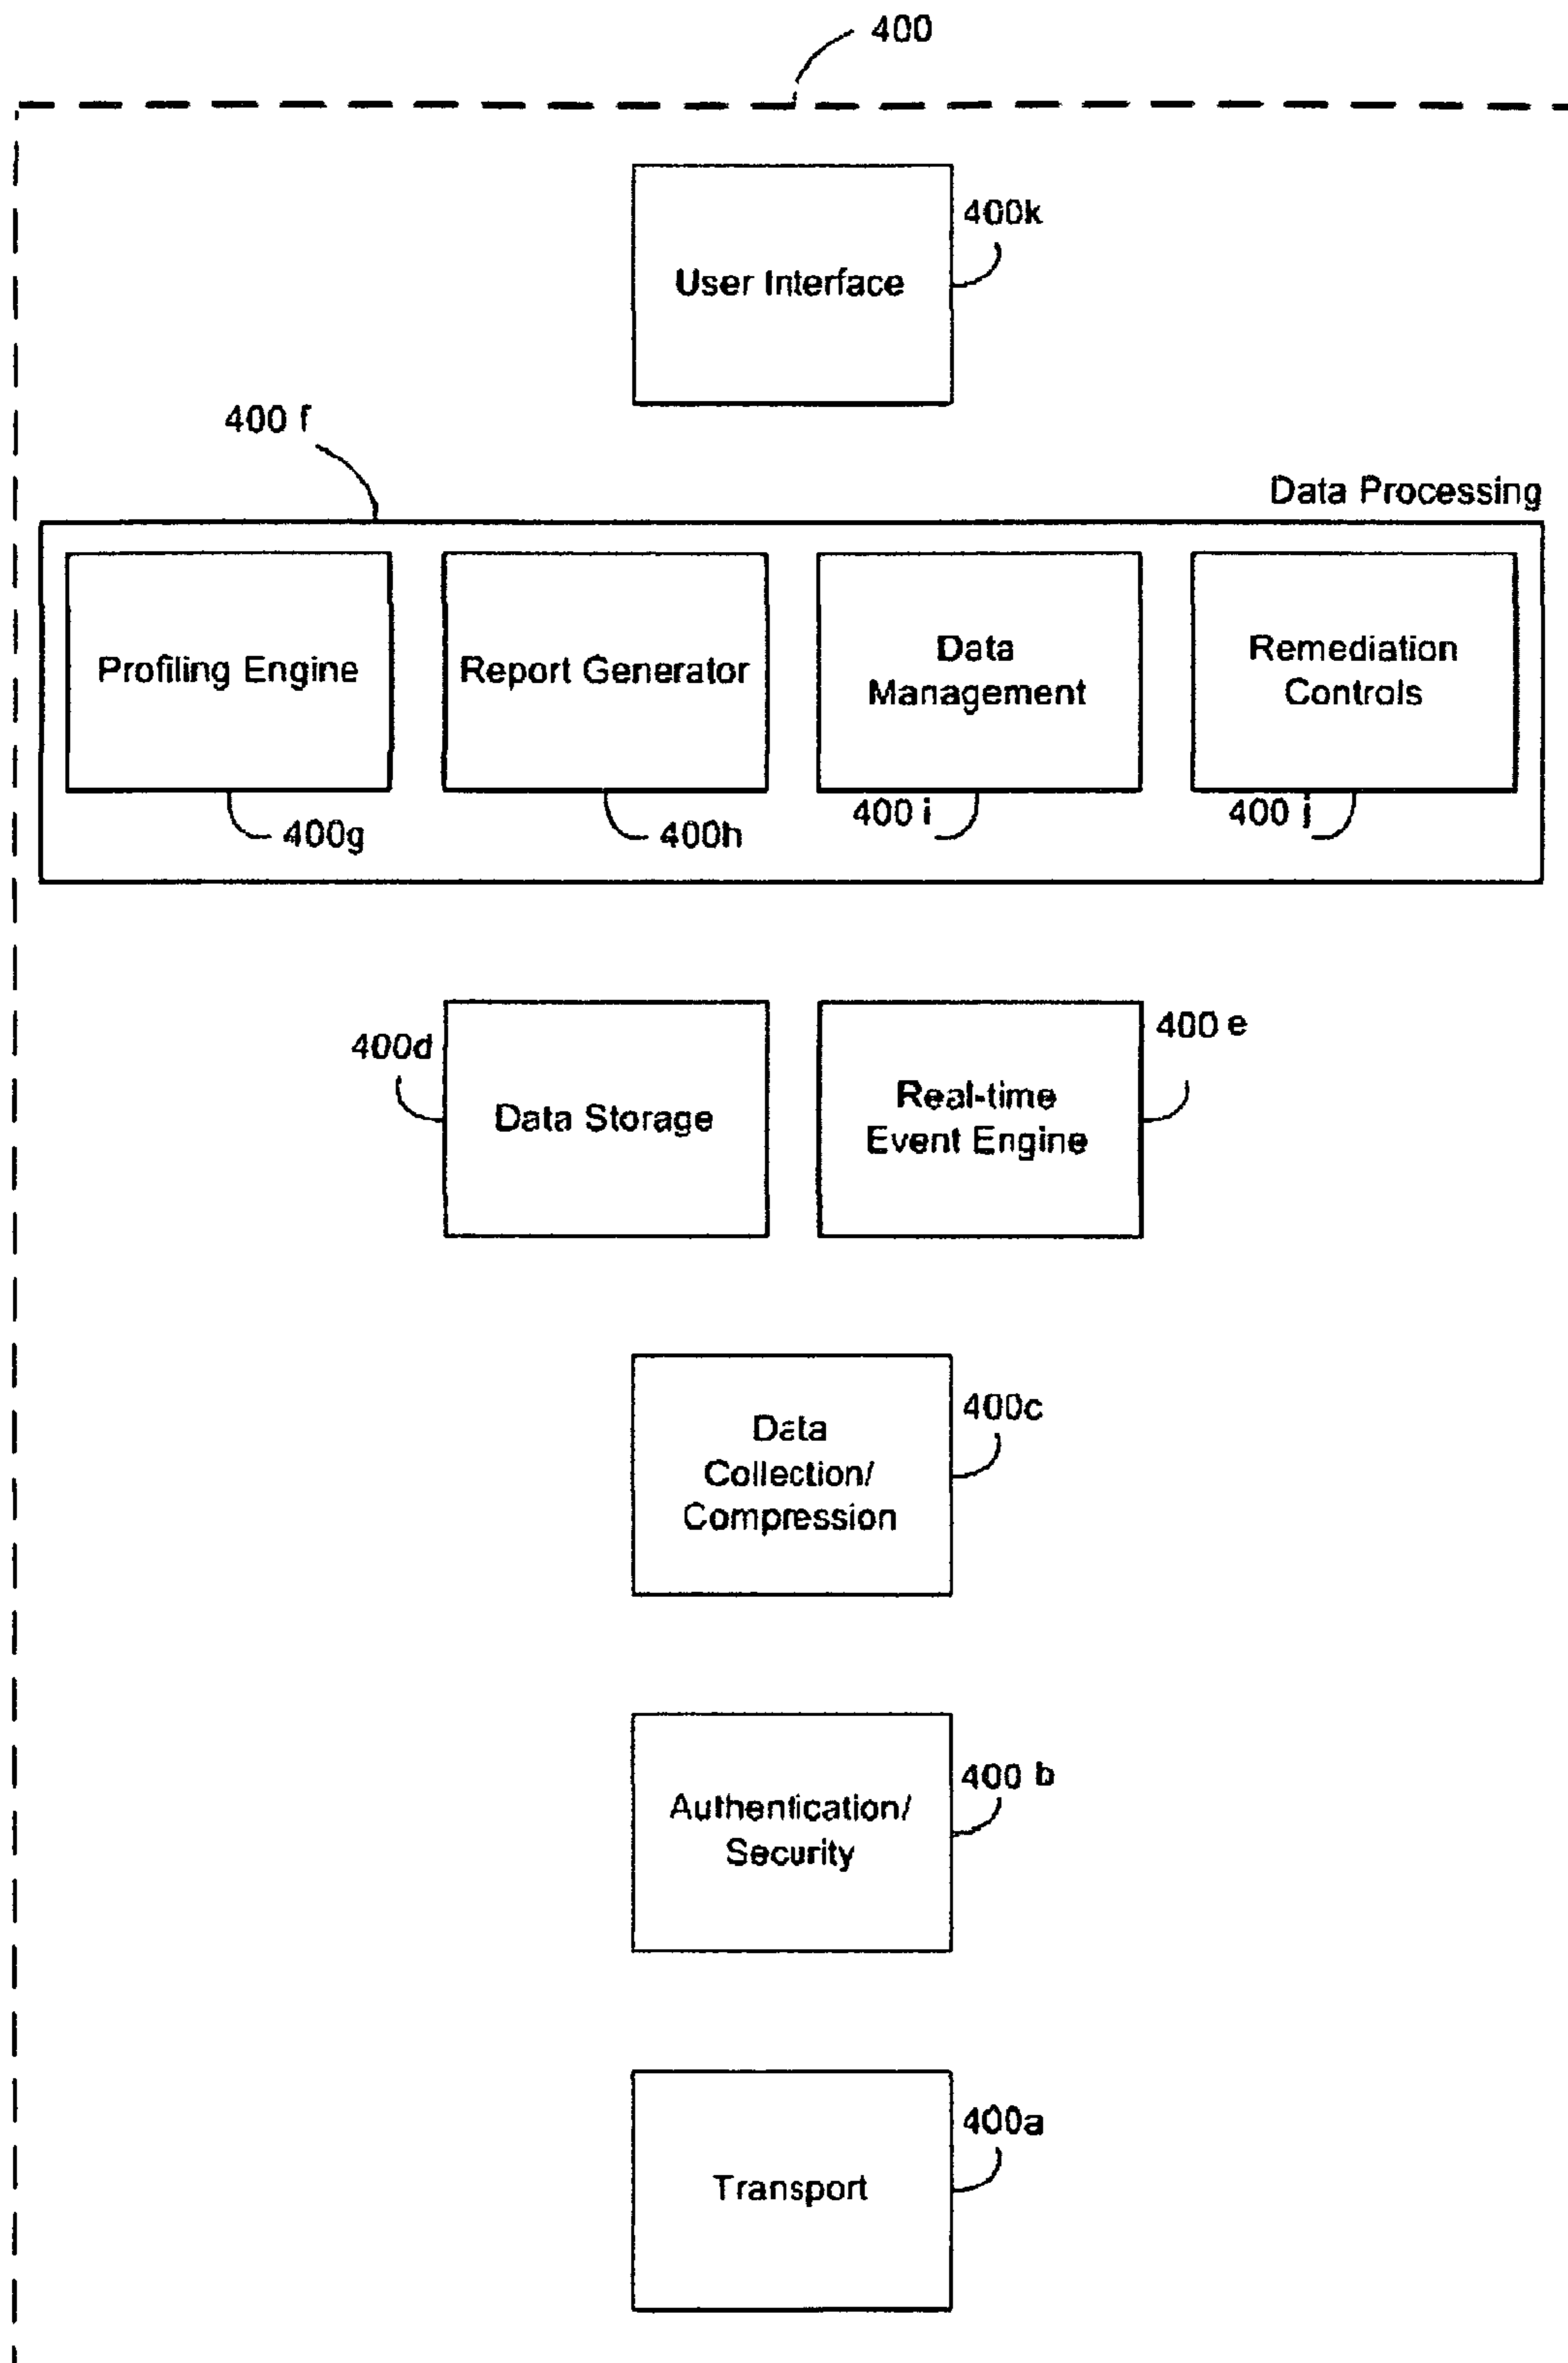 400
400k
User Interface
400 f
Data Processing
Profiling Engine
Report Generator
Data
Management
Remediation
Controls
400g
400h
400 i
400 j
400d
Data Storage
400 e
Real-time
Event Engine
400c
Data
Collection/
Compression
400 b
Authentication/
Security
400a
Transport